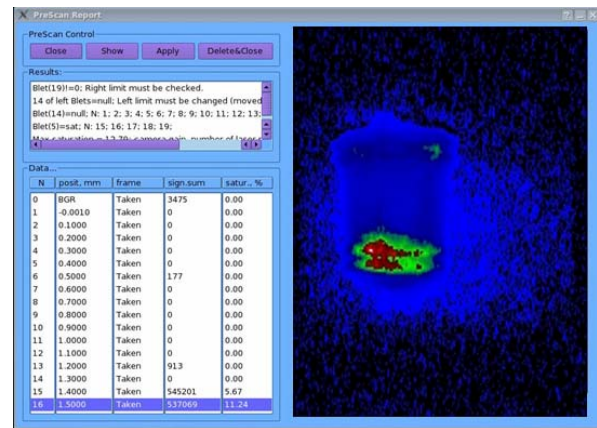 PreScan Report
PreScan Control
Close Show Apply Delete&Close
Results:
Blet(19)!=0; Right limit must be checked.
14 of left Blets=null; Left limit must be changed (moved
Blet(14)=null; N: 1; 2; 3; 4; 5; 6; 7; 8; 9; 10; 11; 12; 13;
Blet(5)=sat; N: 15; 16; 17; 18; 19;
Max saturation = 12.79; camera gain, number of laser
Data...
N posit, mm frame sign.sum satur., %
0 BGR Taken 3475 0.00
1 -0.0010 Taken 0 0.00
2 0.1000 Taken 0 0.00
3 0.2000 Taken 0 0.00
4 0.3000 Taken 0 0.00
5 0.4000 Taken 0 0.00
6 0.5000 Taken 177 0.00
7 0.6000 Taken 0 0.00
8 0.7000 Taken 0 0.00
9 0.8000 Taken 0 0.00
10 0.9000 Taken 0 0.00
11 1.0000 Taken 0 0.00
12 1.1000 Taken 0 0.00
13 1.2000 Taken 913 0.00
14 1.3000 Taken 0 0.00
15 1.4000 Taken 545201 5.67
16 1.5000 Taken 537069 11.24